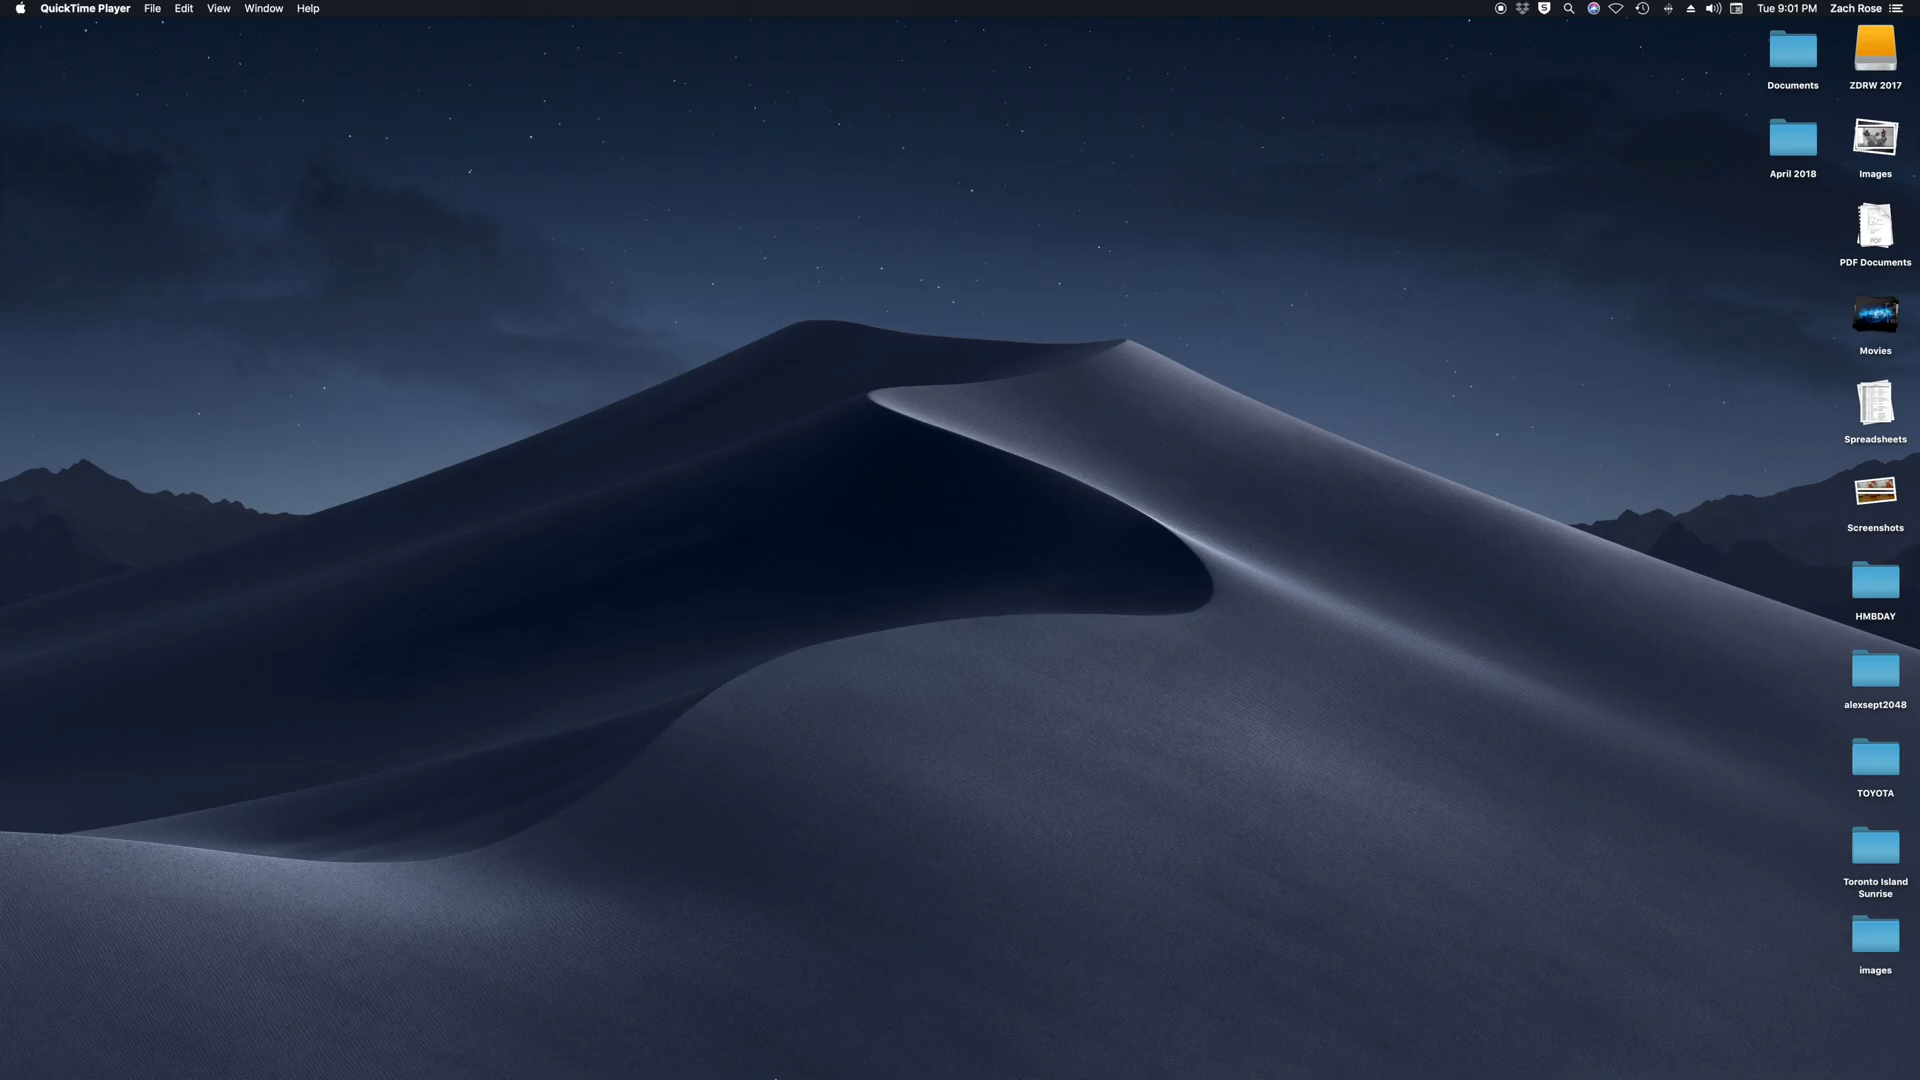 QuickTime Player File Edit View Window Help
Tue 9:01 PM Zach Rose
Documents
ZDRW 2017
April 2018
Images
PDF Documents
Movies
Spreadsheets
Screenshots
HMBDAY
alexsept2048
TOYOTA
Toronto Island
Sunrise
images